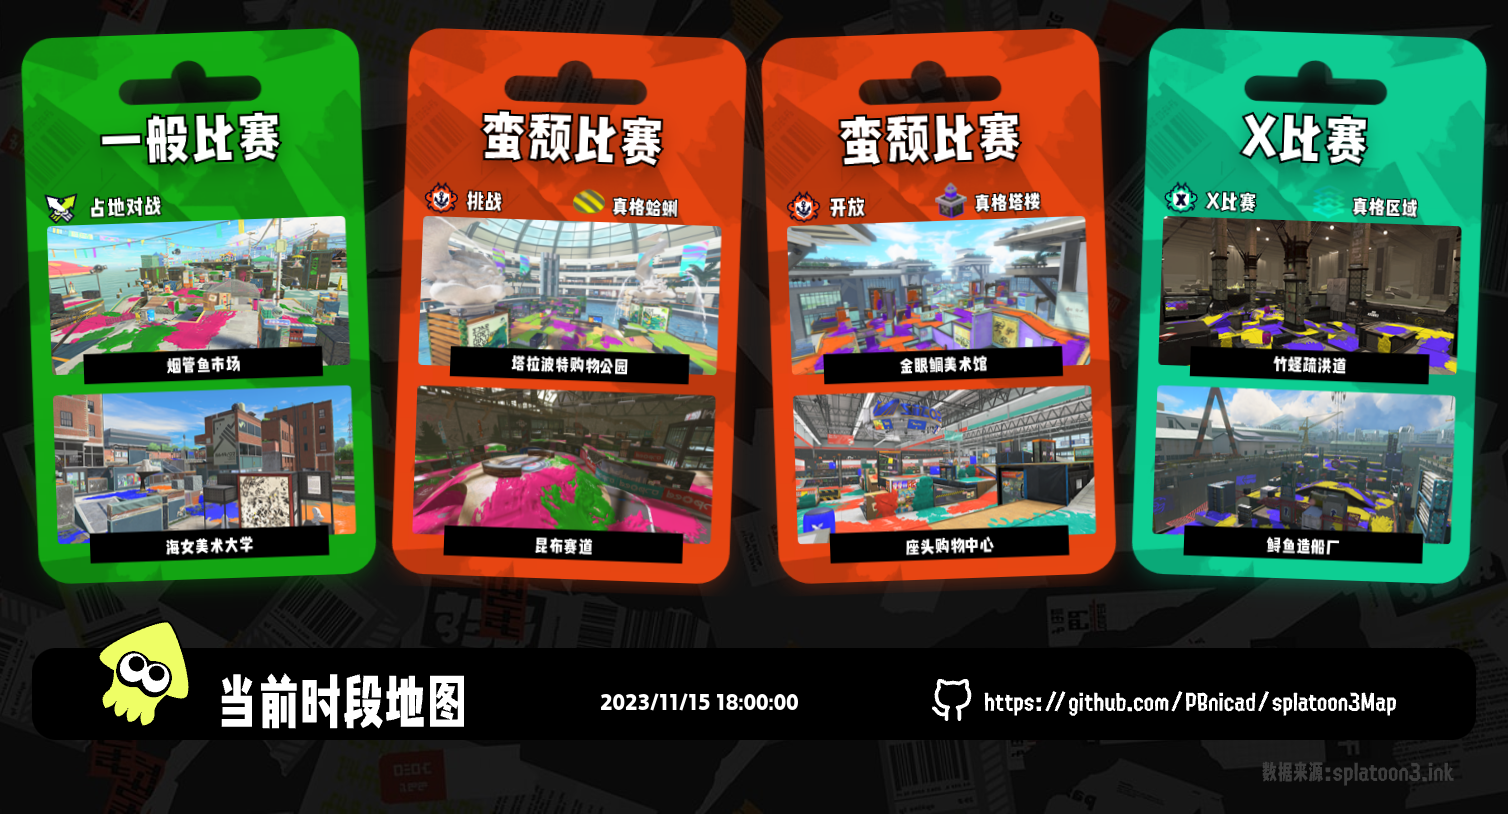 一般比赛
占地对战
烟管鱼市场
海女美术大学
蛮颓比赛
挑战
真格蛤蜊
塔拉波特购物公园
昆布赛道
蛮颓比赛
开放
真格塔楼
金眼鲷美术馆
座头购物中心
X比赛
X比赛
真格区域
竹蛏疏洪道
鲟鱼造船厂
当前时段地图
2023/11/15 18:00:00
https://github.com/PBnicad/splatoon3Map
数据来源:splatoon3.ink